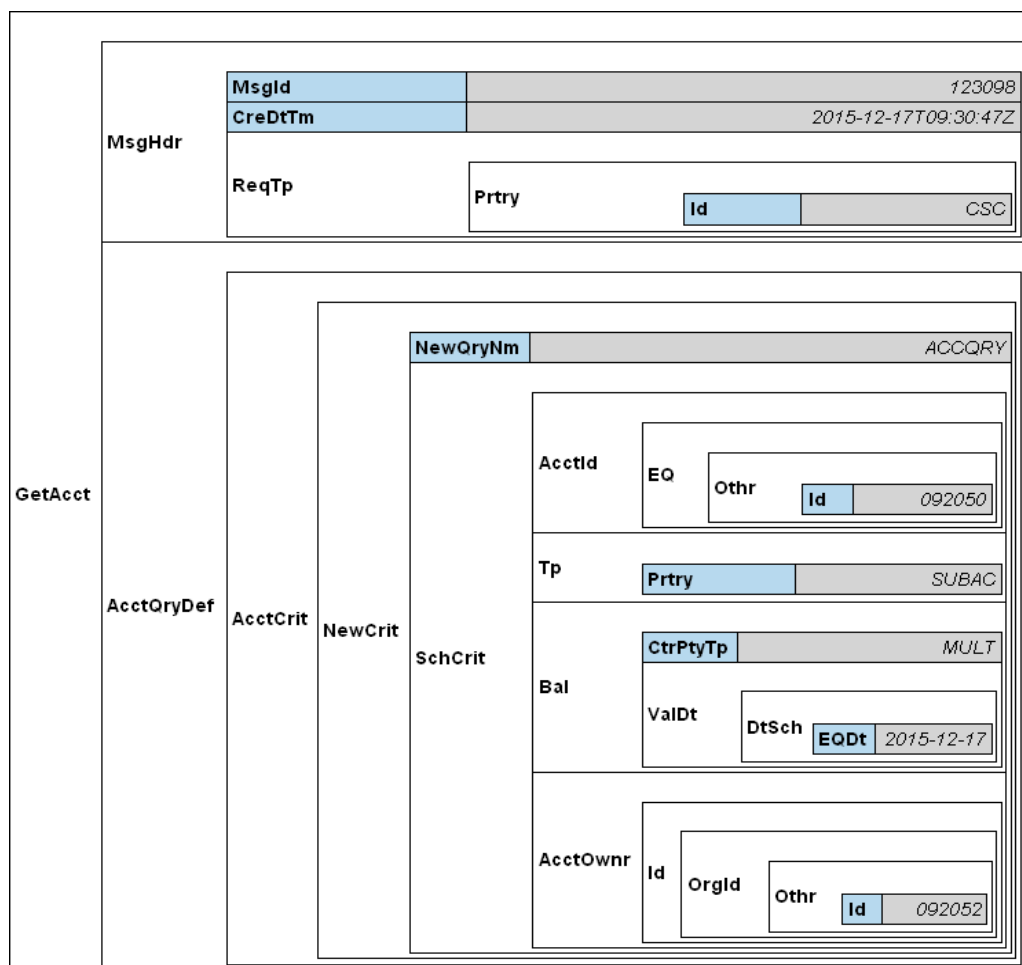 MsgId 123098
CreDtTm 2015-12-17T09:30:47Z
MsgHdr
ReqTp
Prtry
Id CSC
NewQryNm ACCQRY
AcctId
EQ
Othr
Id 092050
GetAcct
Tp
Prtry SUBAC
AcctQryDef
AcctCrit
NewCrit
SchCrit
CtrPtyTp MULT
Bal
ValDt
DtSch
EQDt 2015-12-17
AcctOwnr
Id
OrgId
Othr
Id 092052